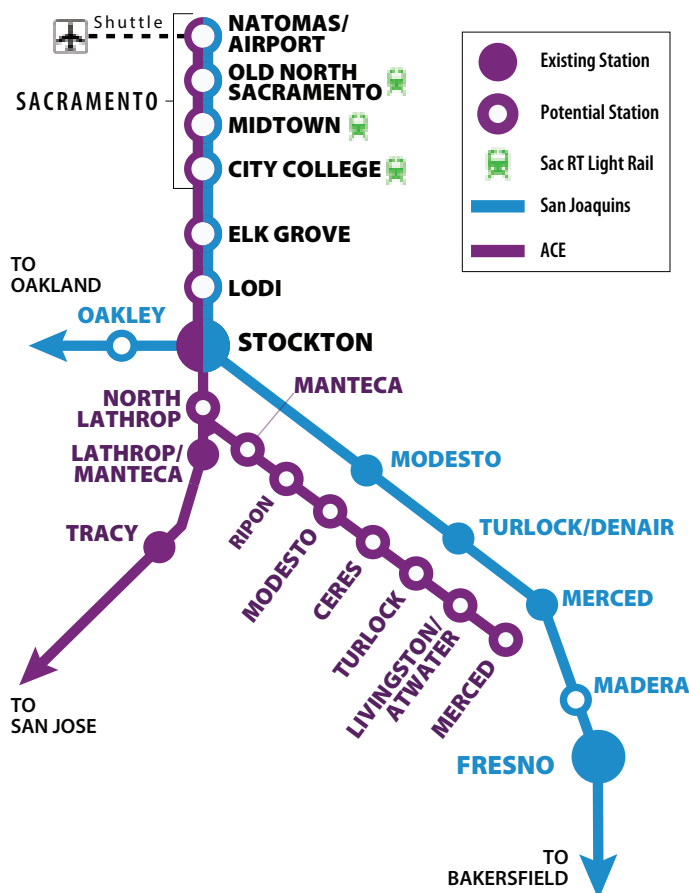 Shuttle
NATOMAS/
AIRPORT
OLD NORTH
SACRAMENTO
SACRAMENTO
MIDTOWN
CITY COLLEGE
ELK GROVE
LODI
TO
OAKLAND
OAKLEY
STOCKTON
Existing Station
Potential Station
Sac RT Light Rail
San Joaquins
ACE
NORTH
LATHROP
MANTECA
LATHROP/
MANTECA
MODESTO
TRACY
RIPON
MODESTO
CERES
TURLOCK
LIVINGSTON/
ATWATER
MERCED
TURLOCK/DENAIR
MERCED
MADERA
FRESNO
TO
SAN JOSE
TO
BAKERSFIELD